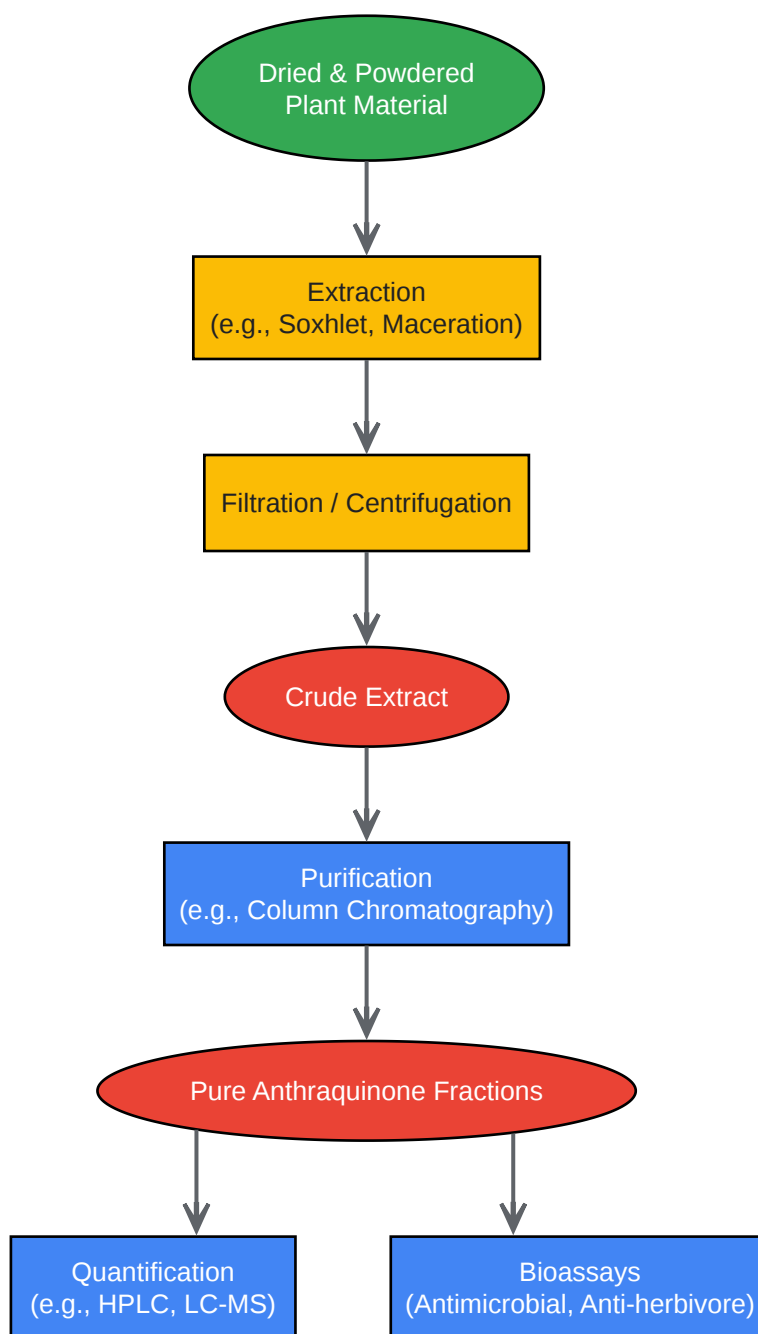 Dried & Powdered
Plant Material
Extraction
(e.g., Soxhlet, Maceration)
Filtration / Centrifugation
Crude Extract
Purification
(e.g., Column Chromatography)
Pure Anthraquinone Fractions
Quantification
(e.g., HPLC, LC-MS)
Bioassays
(Antimicrobial, Anti-herbivore)